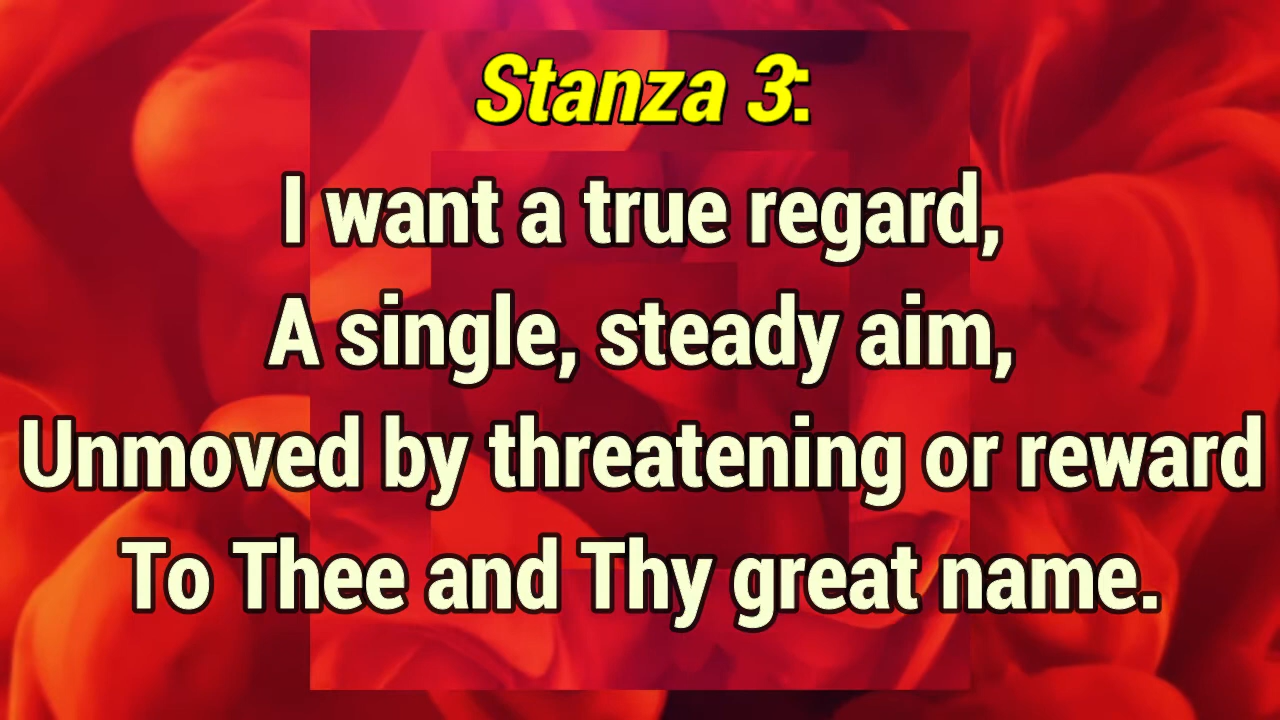 Stanza 3:
I want a true regard,
A single, steady aim,
Unmoved by threatening or reward
To Thee and Thy great name.